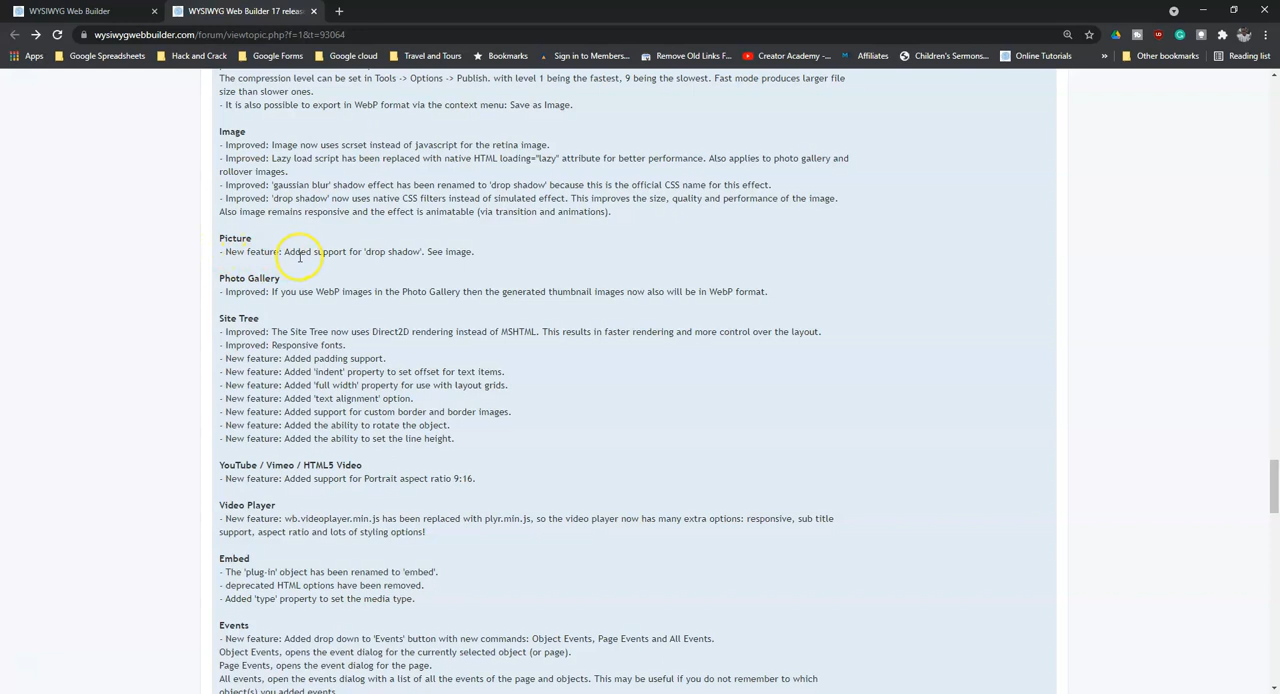 WYSIWYG Web Builder
WYSIWYG Web Builder 17 releas
wysiwygwebbuilder.com/forum/viewtopic.php?f=1&t=93064
Apps Google Spreadsheets Hack and Crack Google Forms Google cloud Travel and Tours Bookmarks Sign in to Members... Remove Old Links F... Creator Academy -... Affiliates Children's Sermons... Online Tutorials Other bookmarks Reading list
The compression level can be set in Tools -> Options -> Publish. with level 1 being the fastest, 9 being the slowest. Fast mode produces larger file
size than slower ones.
- It is also possible to export in WebP format via the context menu: Save as Image.
Image
- Improved: Image now uses scrset instead of javascript for the retina image.
- Improved: Lazy load script has been replaced with native HTML loading="lazy" attribute for better performance. Also applies to photo gallery and
rollover images.
- Improved: 'gaussian blur' shadow effect has been renamed to 'drop shadow' because this is the official CSS name for this effect.
- Improved: 'drop shadow' now uses native CSS filters instead of simulated effect. This improves the size, quality and performance of the image.
Also image remains responsive and the effect is animatable (via transition and animations).
Picture
- New feature: Added support for 'drop shadow'. See image.
Photo Gallery
- Improved: If you use WebP images in the Photo Gallery then the generated thumbnail images now also will be in WebP format.
Site Tree
- Improved: The Site Tree now uses Direct2D rendering instead of MSHTML. This results in faster rendering and more control over the layout.
- Improved: Responsive fonts.
- New feature: Added padding support.
- New feature: Added 'indent' property to set offset for text items.
- New feature: Added 'full width' property for use with layout grids.
- New feature: Added 'text alignment' option.
- New feature: Added support for custom border and border images.
- New feature: Added the ability to rotate the object.
- New feature: Added the ability to set the line height.
YouTube / Vimeo / HTML5 Video
- New feature: Added support for Portrait aspect ratio 9:16.
Video Player
- New feature: wb.videoplayer.min.js has been replaced with plyr.min.js, so the video player now has many extra options: responsive, sub title
support, aspect ratio and lots of styling options!
Embed
- The 'plug-in' object has been renamed to 'embed'.
- deprecated HTML options have been removed.
- Added 'type' property to set the media type.
Events
- New feature: Added drop down to 'Events' button with new commands: Object Events, Page Events and All Events.
Object Events, opens the event dialog for the currently selected object (or page).
Page Events, opens the event dialog for the page.
All events, open the events dialog with a list of all the events of the page and objects. This may be useful if you do not remember to which
object(s) you added events.